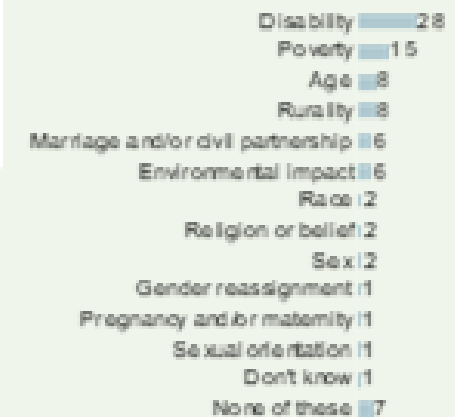 Disability 28
Poverty 15
Age 8
Rurality 8
Marriage and/or civil partnership 6
Environmental impact 6
Race 2
Religion or belief 2
Sex 2
Gender reassignment 1
Pregnancy and/or maternity 1
Sexual orientation 1
Don't know 1
None of these 7